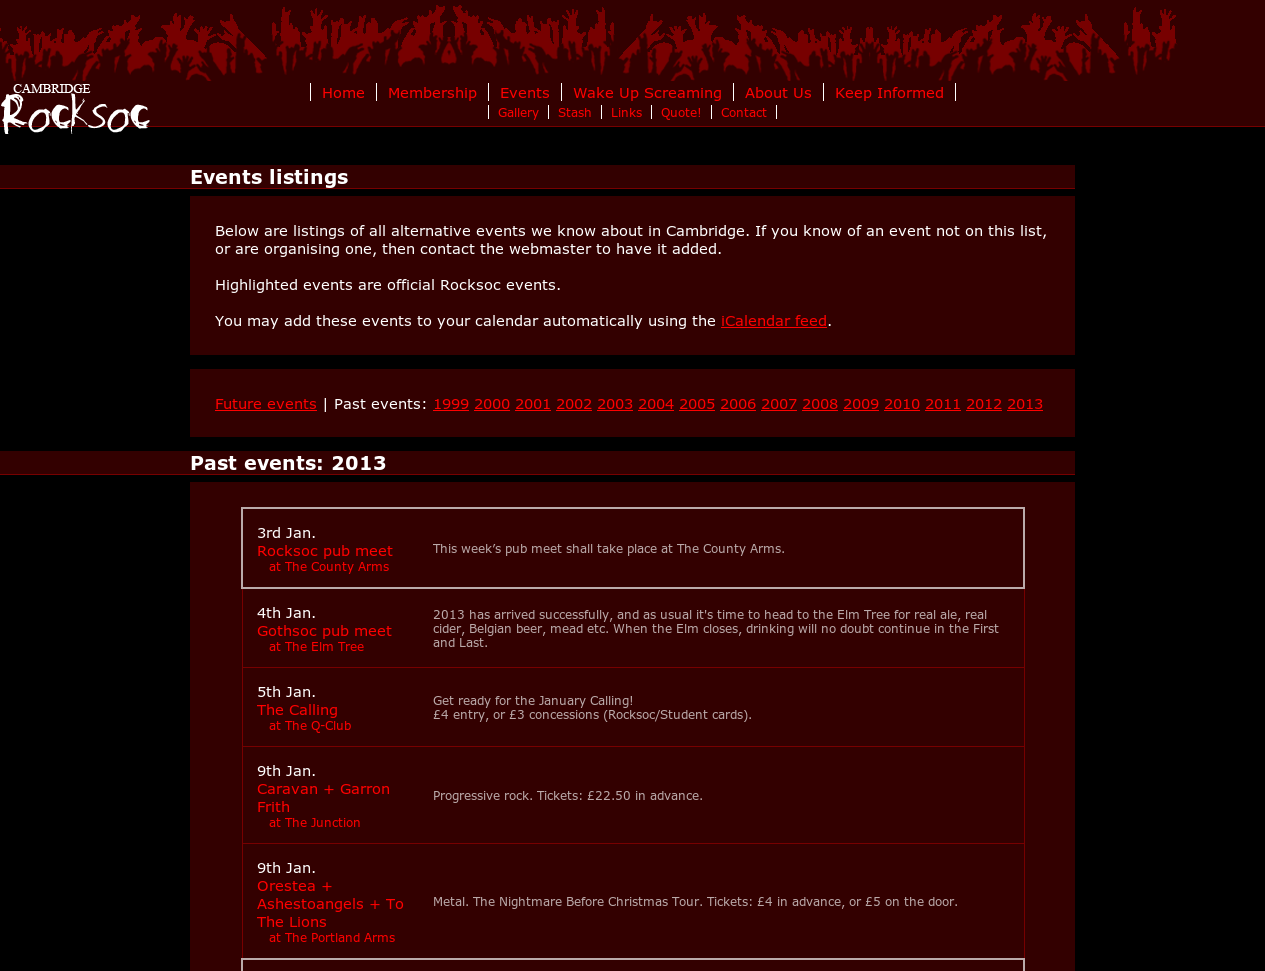 CAMBRIDGE
Rocksoc
Home Membership Events Wake Up Screaming About Us Keep Informed
Gallery Stash Links Quote! Contact
Events listings
Below are listings of all alternative events we know about in Cambridge. If you know of an event not on this list,
or are organising one, then contact the webmaster to have it added.
Highlighted events are official Rocksoc events.
You may add these events to your calendar automatically using the iCalendar feed.
Future events | Past events: 1999 2000 2001 2002 2003 2004 2005 2006 2007 2008 2009 2010 2011 2012 2013
Past events: 2013
3rd Jan.
Rocksoc pub meet
at The County Arms
This week’s pub meet shall take place at The County Arms.
4th Jan.
Gothsoc pub meet
at The Elm Tree
2013 has arrived successfully, and as usual it's time to head to the Elm Tree for real ale, real
cider, Belgian beer, mead etc. When the Elm closes, drinking will no doubt continue in the First
and Last.
5th Jan.
The Calling
at The Q-Club
Get ready for the January Calling!
£4 entry, or £3 concessions (Rocksoc/Student cards).
9th Jan.
Caravan + Garron
Frith
at The Junction
Progressive rock. Tickets: £22.50 in advance.
9th Jan.
Orestea +
Ashestoangels + To
The Lions
at The Portland Arms
Metal. The Nightmare Before Christmas Tour. Tickets: £4 in advance, or £5 on the door.